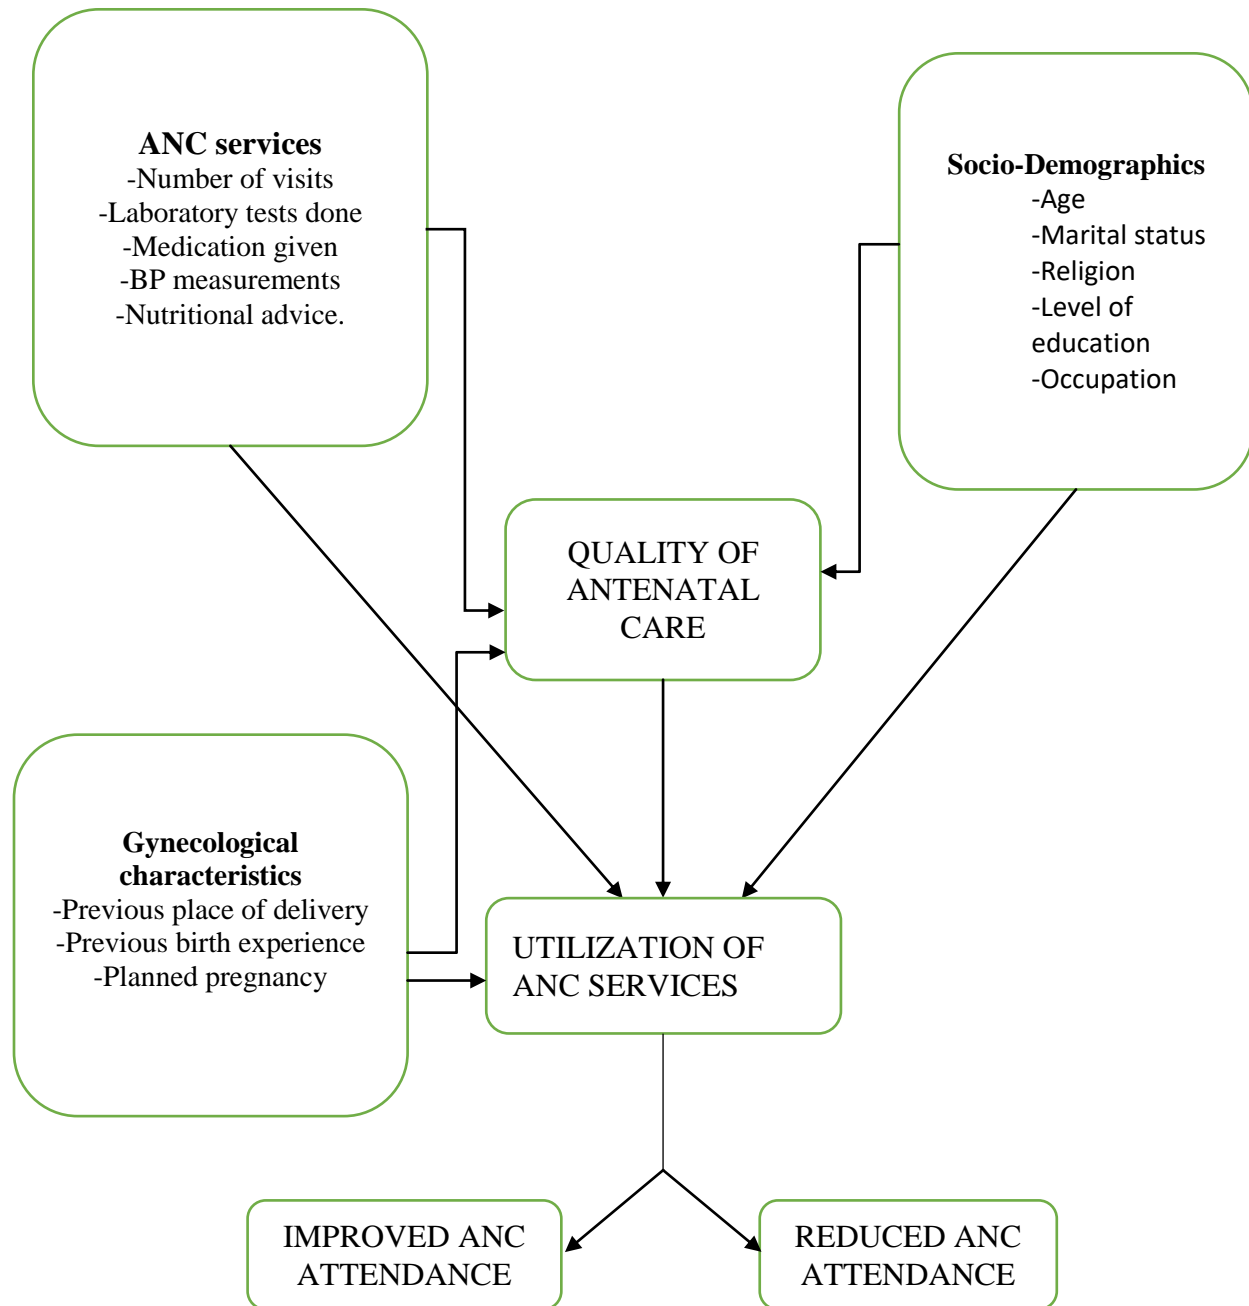 ANC services
-Number of visits
-Laboratory tests done
-Medication given
-BP measurements
-Nutritional advice.
Socio-Demographics
-Age
-Marital status
-Religion
-Level of
education
-Occupation
QUALITY OF
ANTENATAL
CARE
Gynecological
characteristics
-Previous place of delivery
-Previous birth experience
-Planned pregnancy
UTILIZATION OF
ANC SERVICES
IMPROVED ANC
ATTENDANCE
REDUCED ANC
ATTENDANCE